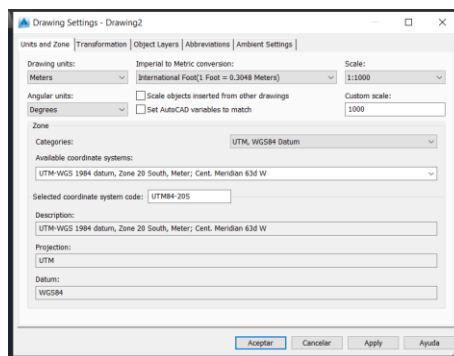 Drawing Settings - Drawing2
Units and Zone Transformation Object Layers Abbreviations Ambient Settings
Drawing units: Imperial to Metric conversion: Scale:
Meters International Foot(1 Foot = 0.3048 Meters) 1:1000
Angular units: Scale objects inserted from other drawings Custom scale:
Degrees Set AutoCAD variables to match 1000
Zone
Categories: UTM, WGS84 Datum
Available coordinate systems:
UTM-WGS 1984 datum, Zone 20 South, Meter; Cent. Meridian 63d W
Selected coordinate system code: UTM84-20S
Description:
UTM-WGS 1984 datum, Zone 20 South, Meter; Cent. Meridian 63d W
Projection:
UTM
Datum:
WGS84
Aceptar Cancelar Apply Ayuda